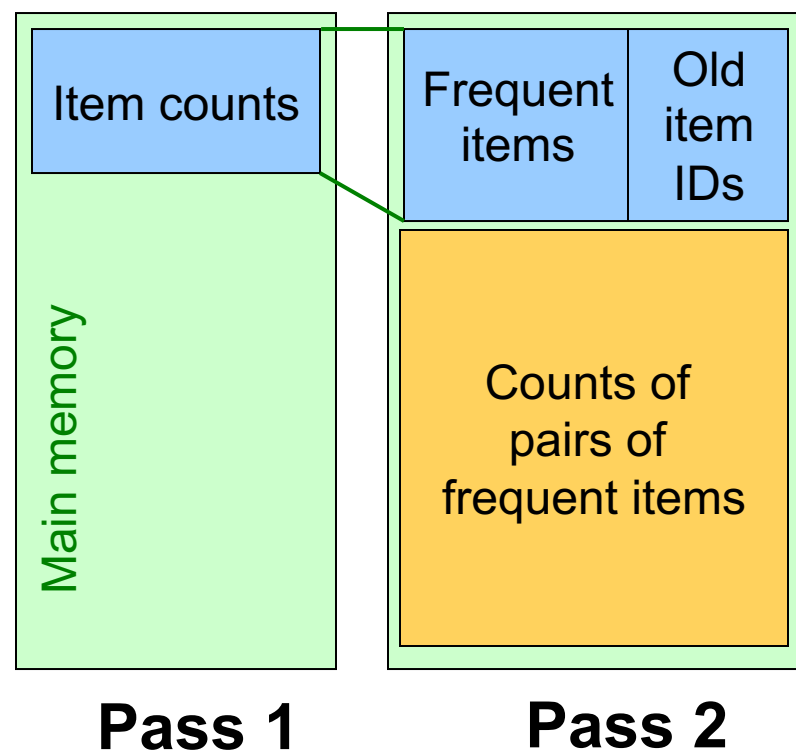 Item counts
Main memory
Pass 1
Frequent
items
Old
item
IDs
Counts of
pairs of
frequent items
Pass 2